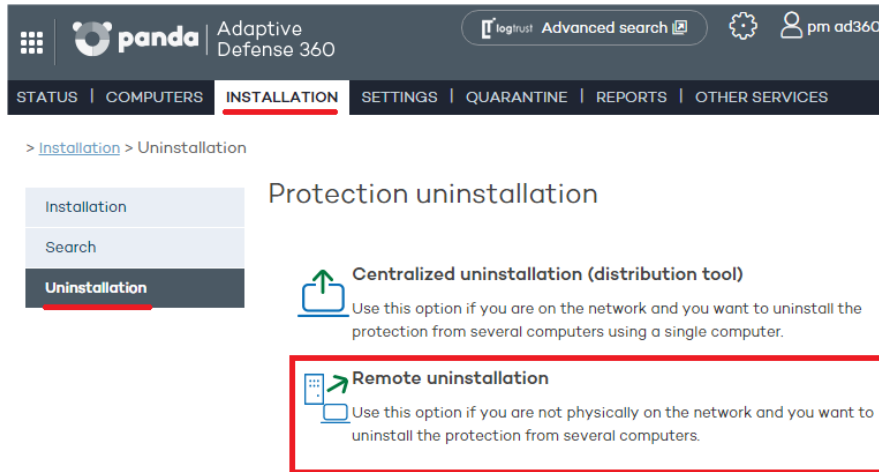 panda
Adaptive
Defense 360
logtrust Advanced search
pm ad360
STATUS | COMPUTERS INSTALLATION SETTINGS | QUARANTINE | REPORTS | OTHER SERVICES
> Installation > Uninstallation
Installation
Search
Uninstallation
Protection uninstallation
Centralized uninstallation (distribution tool)
Use this option if you are on the network and you want to uninstall the
protection from several computers using a single computer.
Remote uninstallation
Use this option if you are not physically on the network and you want to
uninstall the protection from several computers.